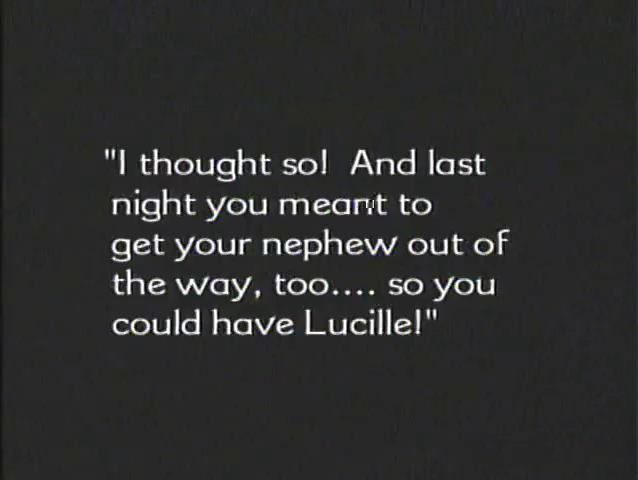 "I thought so!  And last
night you meant to
get your nephew out of
the way, too.... so you
could have Lucille!"